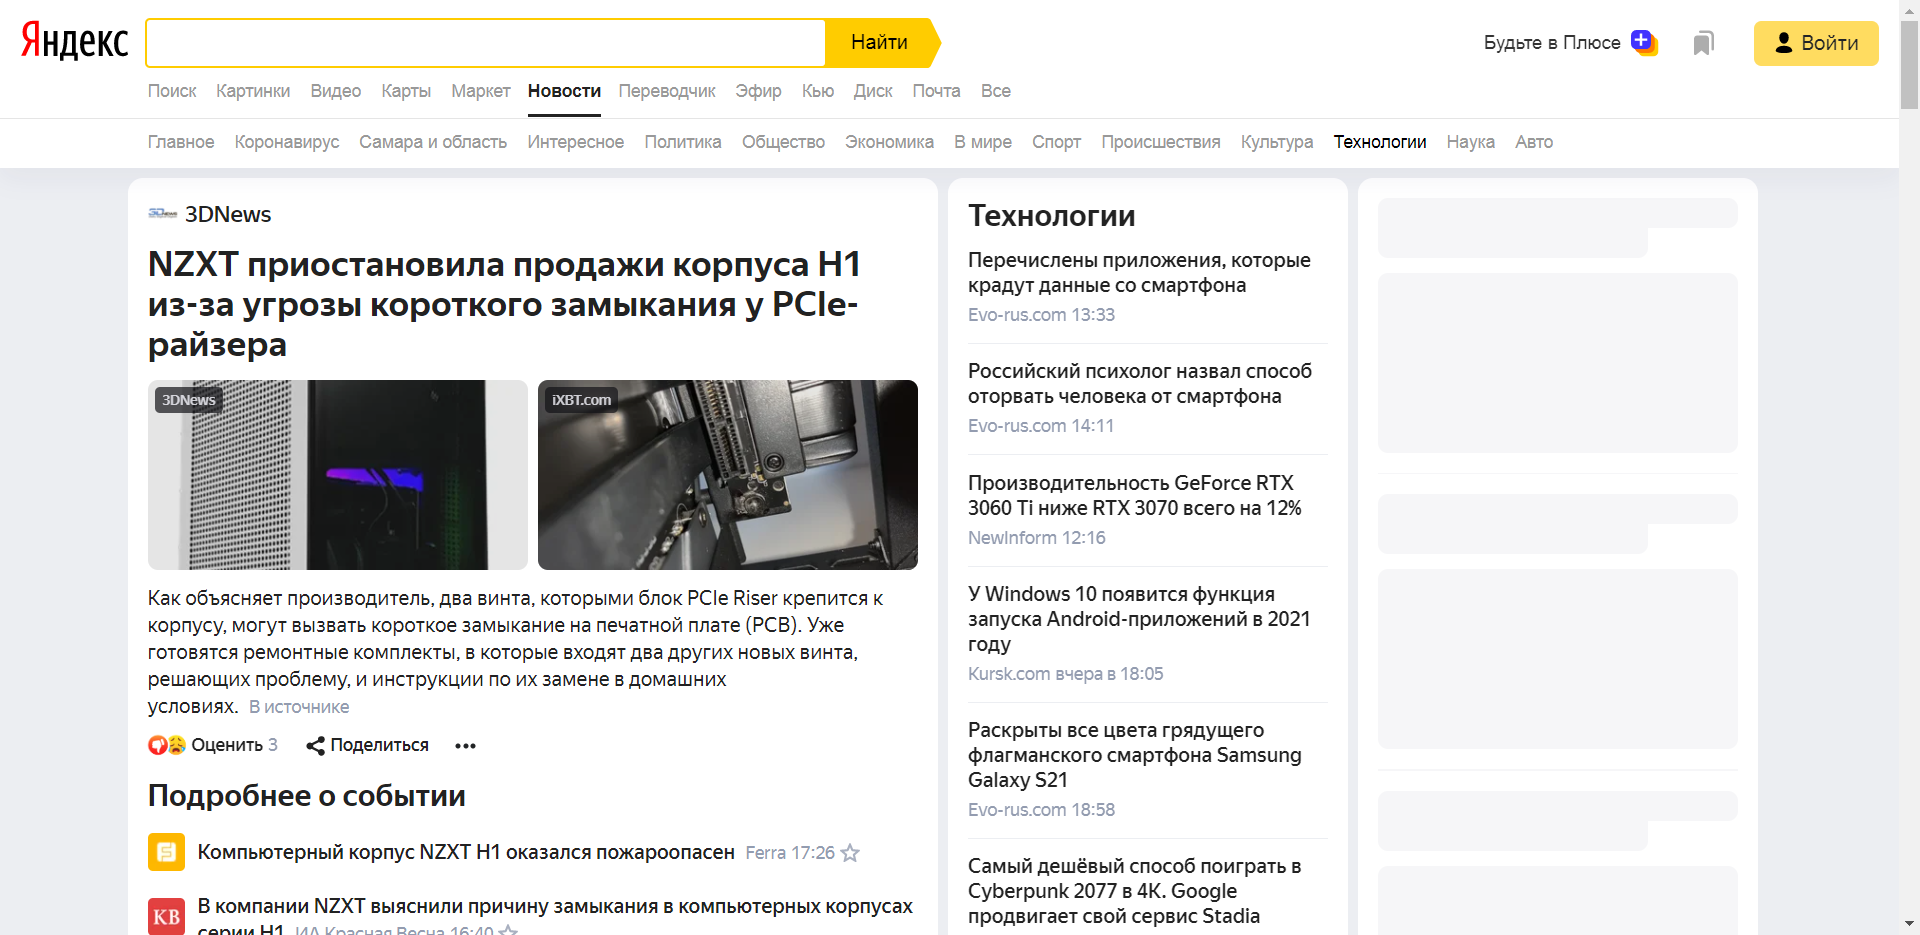 Яндекс
Найти
Будьте в Плюсе
Войти
Поиск Картинки Видео Карты Маркет Новости Переводчик Эфир Кью Диск Почта Все
Главное Коронавирус Самара и область Интересное Политика Общество Экономика В мире Спорт Происшествия Культура Технологии Наука Авто
3DNews
NZXT приостановила продажи корпуса H1
из-за угрозы короткого замыкания у PCIe-
райзера
3DNews
iXBT.com
Как объясняет производитель, два винта, которыми блок PCIe Riser крепится к
корпусу, могут вызвать короткое замыкание на печатной плате (PCB). Уже
готовятся ремонтные комплекты, в которые входят два других новых винта,
решающих проблему, и инструкции по их замене в домашних
условиях. В источнике
Оценить 3 Поделиться
Подробнее о событии
Компьютерный корпус NZXT H1 оказался пожароопасен Ferra 17:26
КВ
В компании NZXT выяснили причину замыкания в компьютерных корпусах
серии H1 ИА Красная Весна 16:40
Технологии
Перечислены приложения, которые
крадут данные со смартфона
Evo-rus.com 13:33
Российский психолог назвал способ
оторвать человека от смартфона
Evo-rus.com 14:11
Производительность GeForce RTX
3060 Ti ниже RTX 3070 всего на 12%
NewInform 12:16
У Windows 10 появится функция
запуска Android-приложений в 2021
году
Kursk.com вчера в 18:05
Раскрыты все цвета грядущего
флагманского смартфона Samsung
Galaxy S21
Evo-rus.com 18:58
Самый дешёвый способ поиграть в
Cyberpunk 2077 в 4K. Google
продвигает свой сервис Stadia